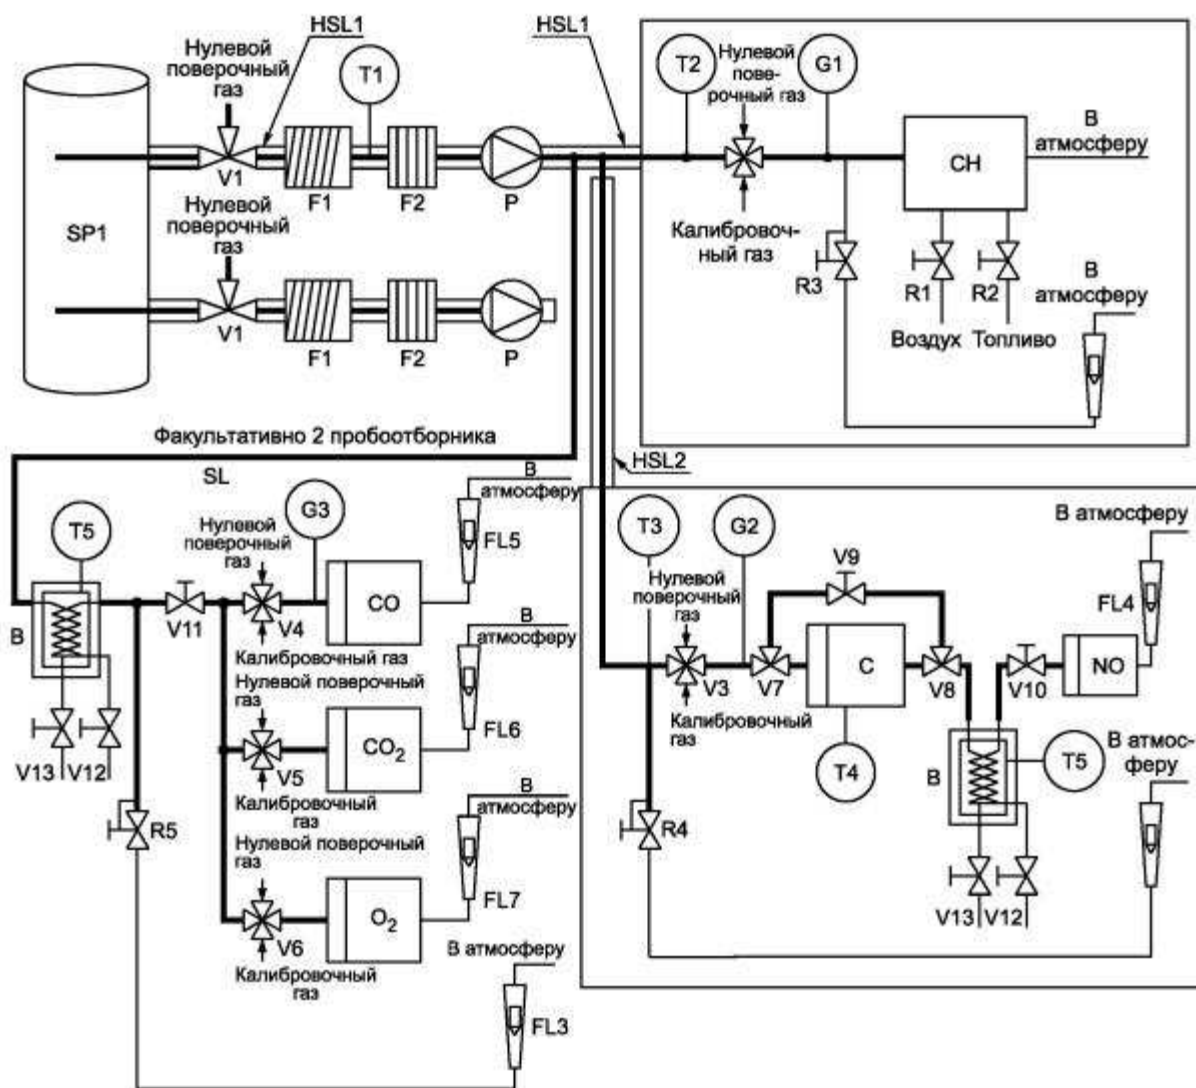 HSL1
HSL1
Нулевой
поверочный
газ
T1
T2
Нулевой
пове-
рочный газ
G1
В
атмосферу
V1
F1
F2
P
CH
SP1
Нулевой
поверочный
газ
Калибровоч-
ный газ
R3
R1
R2
В
атмосферу
V1
F1
F2
P
Воздух
Топливо
Факультативно 2 пробоотборника
SL
HSL2
В
атмосферу
T5
Нулевой
поверочный
газ
G3
FL5
T3
G2
В атмосферу
V9
Нулевой
поверочный
газ
FL4
B
V11
V4
CO
Калибровочный газ
В
атмосферу
V3
V7
C
V8
V10
NO
Калибровочный
газ
Нулевой поверочный
газ
V5
CO2
FL6
T4
B
T5
В атмос-
феру
V13
V12
Калибровочный
газ
В
атмосферу
R5
R4
Нулевой поверочный
газ
V6
O2
FL7
V13
V12
Калибровочный
газ
В атмосферу
FL3